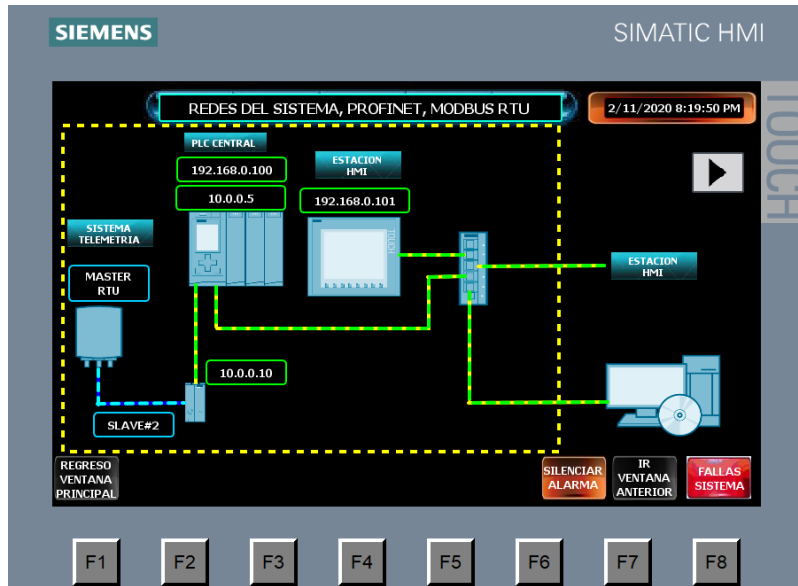 SIEMENS
SIMATIC HMI
TOUCH
REDES DEL SISTEMA, PROFINET, MODBUS RTU
2/11/2020 8:19:50 PM
PLC CENTRAL
192.168.0.100
10.0.0.5
ESTACION
HMI
192.168.0.101
TOUCH
SISTEMA
TELEMETRIA
MASTER
RTU
ESTACION
HMI
10.0.0.10
SLAVE#2
REGRESO
VENTANA
PRINCIPAL
SILENCIAR
ALARMA
IR
VENTANA
ANTERIOR
FALLAS
SISTEMA
F1 F2 F3 F4 F5 F6 F7 F8